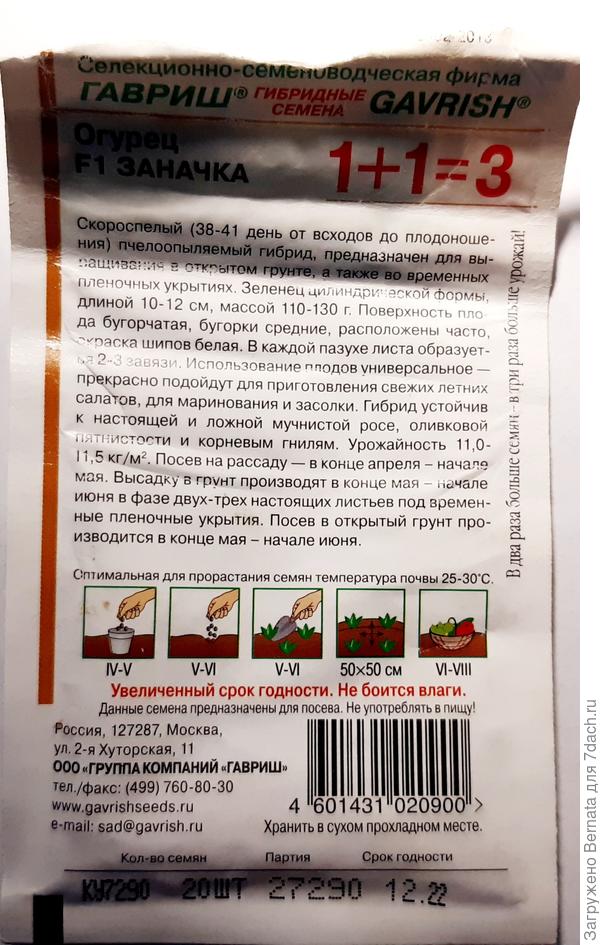 Селекционно-семеноводческая фирма
ГАВРИШ® ГИБРИДНЫЕ СЕМЕНА GAVRISH®
Огурец
F1 ЗАНАЧКА
1+1=3
Скороспелый (38-41 день от всходов до плодоноше-
ния) пчелоопыляемый гибрид, предназначен для вы-
ращивания в открытом грунте, а также во временных
пленочных укрытиях. Зеленец цилиндрической формы,
длиной 10-12 см, массой 110-130 г. Поверхность пло-
да бугорчатая, бугорки средние, расположены часто,
окраска шипов белая. В каждой пазухе листа образует-
ся 2-3 завязи. Использование плодов универсальное —
прекрасно подойдут для приготовления свежих летних
салатов, для маринования и засолки. Гибрид устойчив
к настоящей и ложной мучнистой росе, оливковой
пятнистости и корневым гнилям. Урожайность 11,0-
11,5 кг/м². Посев на рассаду — в конце апреля – начале
мая. Высадку в грунт производят в конце мая – начале
июня в фазе двух-трех настоящих листьев под времен-
ные пленочные укрытия. Посев в открытый грунт про-
изводится в конце мая – начале июня.
В два раза больше семян – в три раза больше урожай!
Оптимальная для прорастания семян температура почвы 25-30°С.
IV-V V-VI V-VI 50×50 см VI-VIII
Увеличенный срок годности. Не боится влаги.
Данные семена предназначены для посева. Не употреблять в пищу!
Россия, 127287, Москва,
ул. 2-я Хуторская, 11
ООО «ГРУППА КОМПАНИЙ «ГАВРИШ»
тел./факс: (499) 760-80-30
www.gavrishseeds.ru
e-mail: sad@gavrish.ru
4 601431 020900 >
Хранить в сухом прохладном месте.
Кол-во семян Партия Срок годности
КУ7290 20ШТ 27290 12.22
Загружено Bernata для 7dach.ru